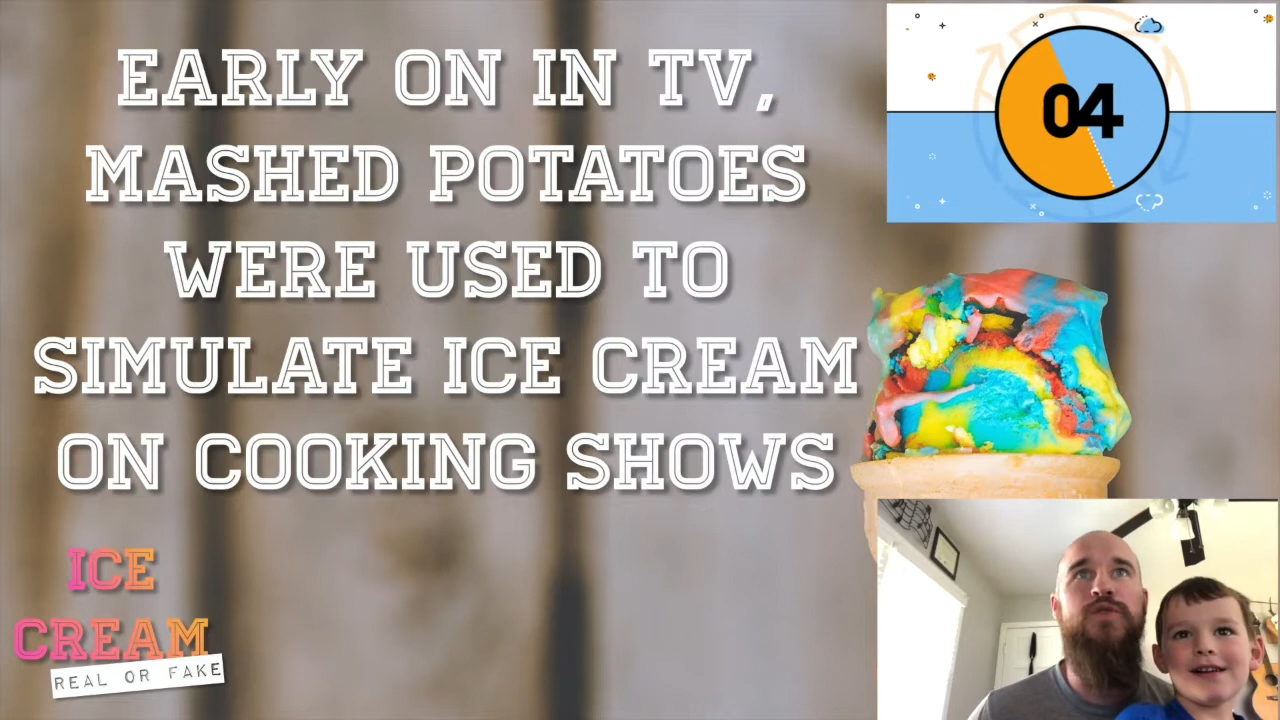 EARLY ON IN TV,
MASHED POTATOES
WERE USED TO
SIMULATE ICE CREAM
ON COOKING SHOWS
04
ICE
CREAM
REAL OR FAKE